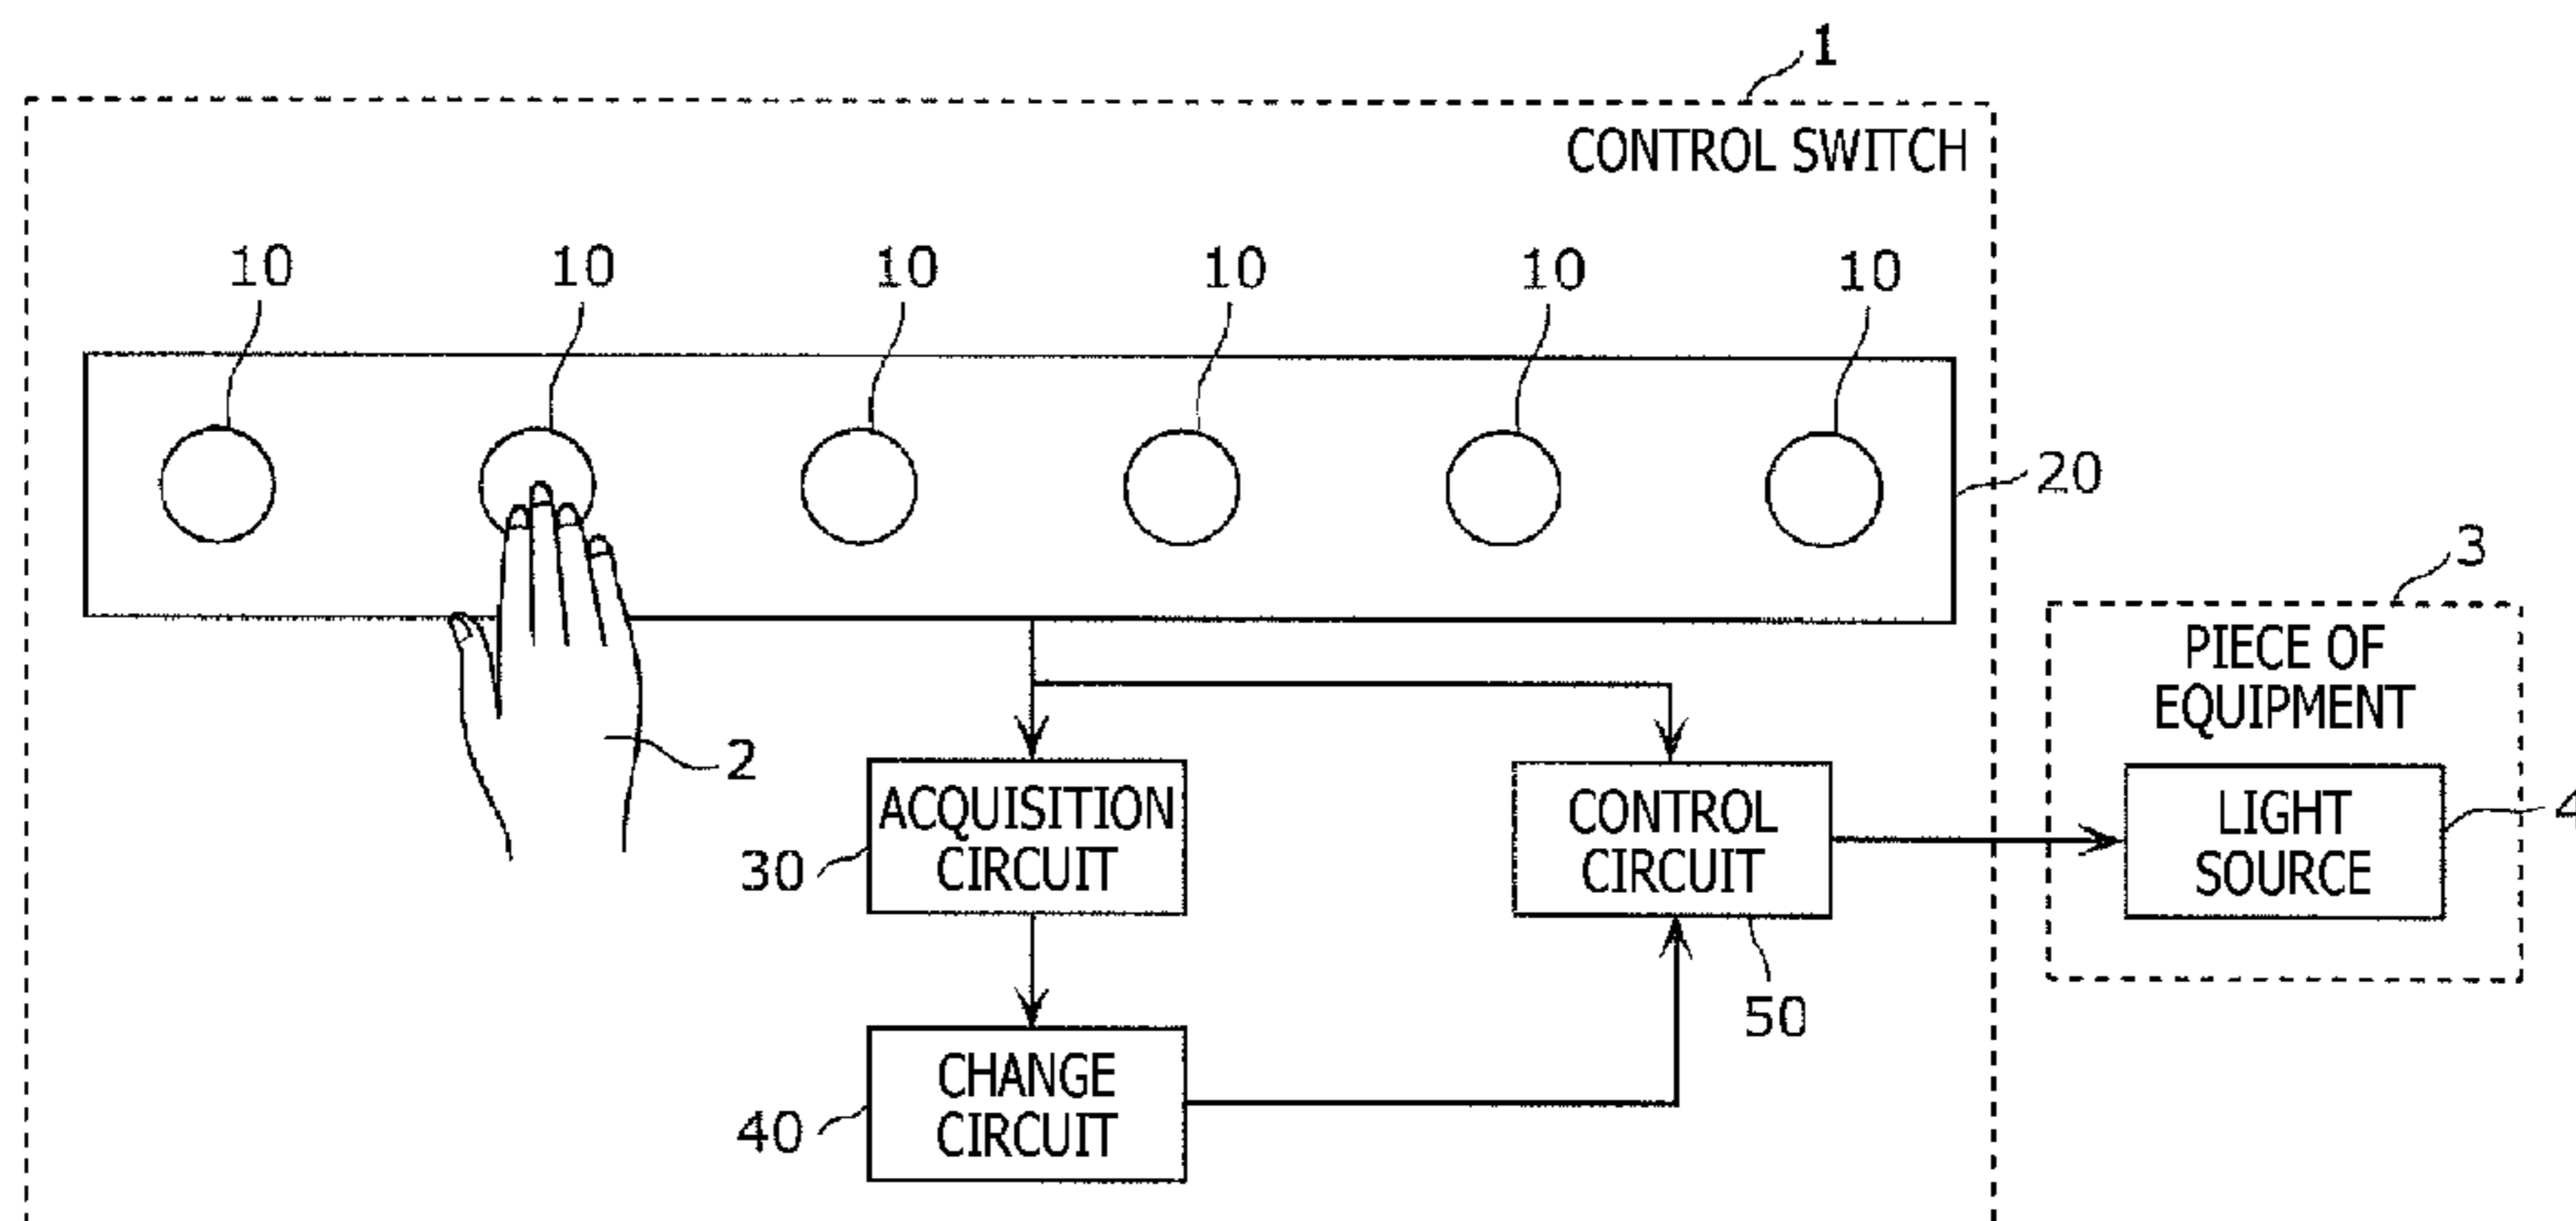 1
CONTROL SWITCH
10 10 10 10 10 10
20
3
PIECE OF
EQUIPMENT
2
ACQUISITION
CIRCUIT
30
CONTROL
CIRCUIT
50
LIGHT
SOURCE
4
CHANGE
CIRCUIT
40